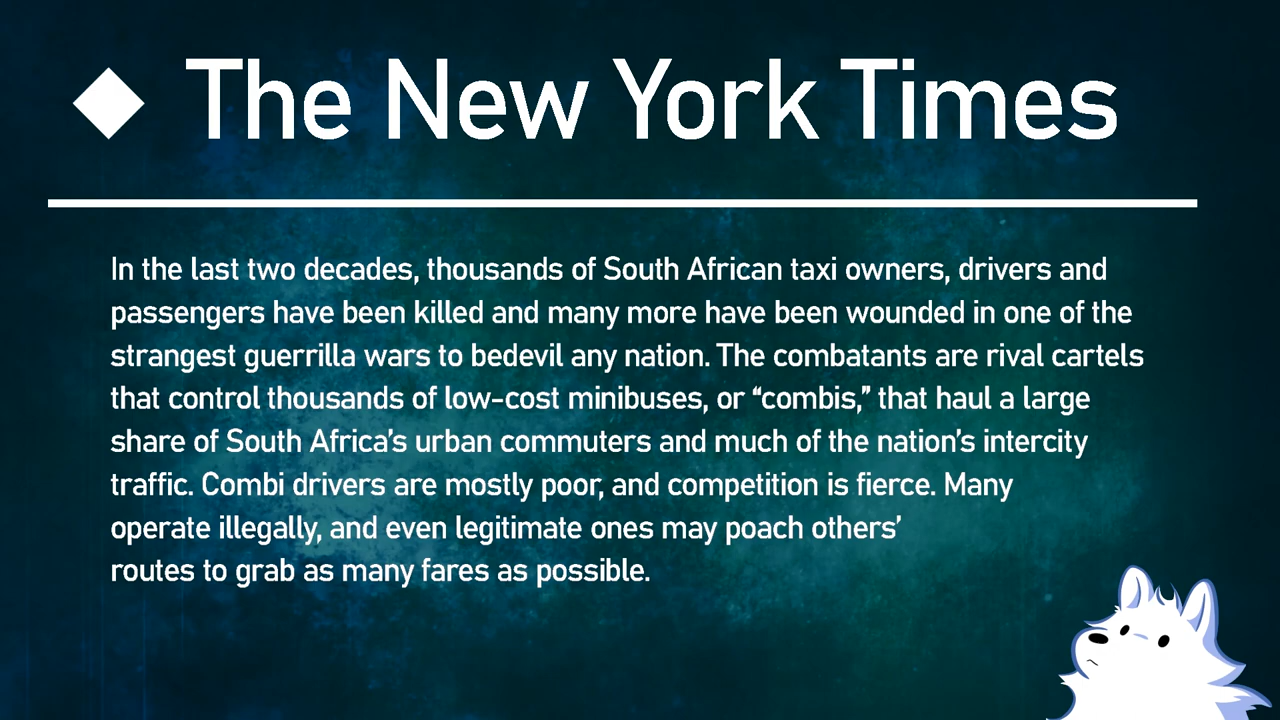 The New York Times
In the last two decades, thousands of South African taxi owners, drivers and
passengers have been killed and many more have been wounded in one of the
strangest guerrilla wars to bedevil any nation. The combatants are rival cartels
that control thousands of low-cost minibuses, or “combis,” that haul a large
share of South Africa’s urban commuters and much of the nation’s intercity
traffic. Combi drivers are mostly poor, and competition is fierce. Many
operate illegally, and even legitimate ones may poach others’
routes to grab as many fares as possible.